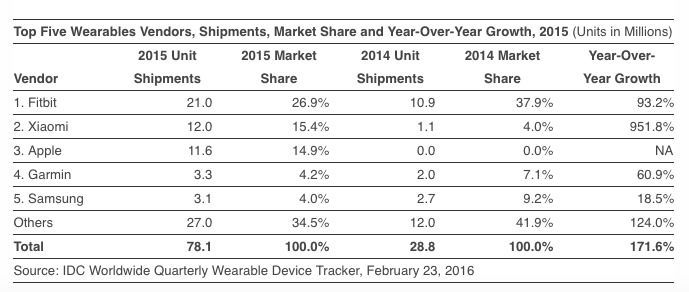 Top Five Wearables Vendors, Shipments, Market Share and Year-Over-Year Growth, 2015 (Units in Millions)
Vendor 2015 Unit Shipments 2015 Market Share 2014 Unit Shipments 2014 Market Share Year-Over-Year Growth
1. Fitbit 21.0 26.9% 10.9 37.9% 93.2%
2. Xiaomi 12.0 15.4% 1.1 4.0% 951.8%
3. Apple 11.6 14.9% 0.0 0.0% NA
4. Garmin 3.3 4.2% 2.0 7.1% 60.9%
5. Samsung 3.1 4.0% 2.7 9.2% 18.5%
Others 27.0 34.5% 12.0 41.9% 124.0%
Total 78.1 100.0% 28.8 100.0% 171.6%
Source: IDC Worldwide Quarterly Wearable Device Tracker, February 23, 2016